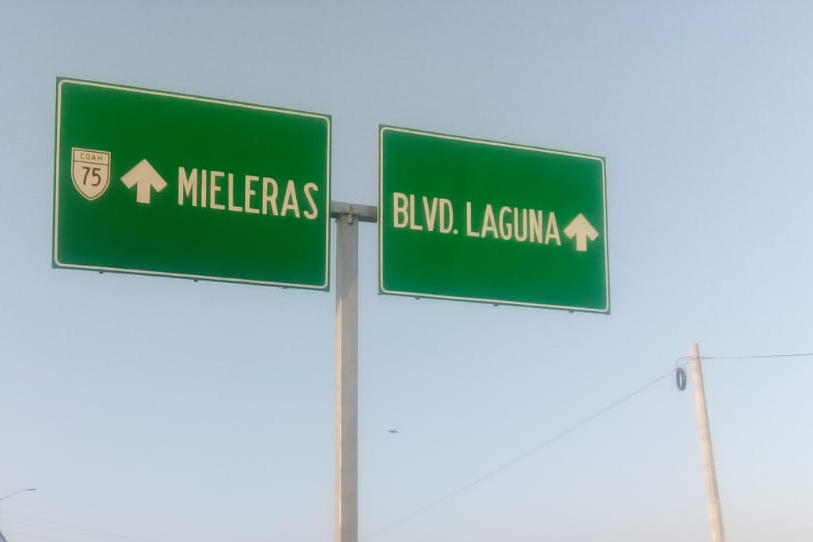 COAH
75
MIELERAS
BLVD. LAGUNA